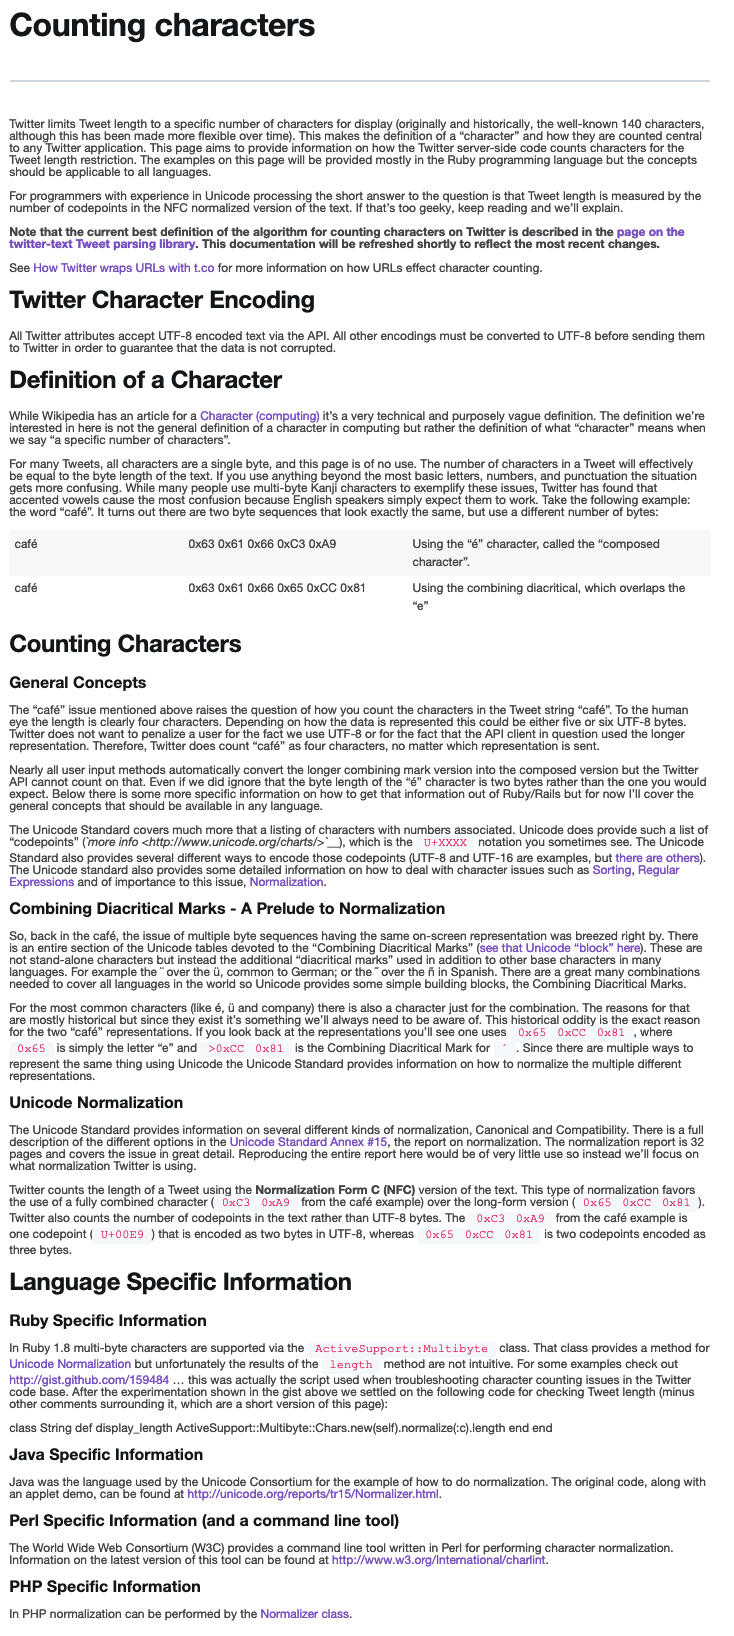 Counting characters
Twitter limits Tweet length to a specific number of characters for display (originally and historically, the well-known 140 characters,
although this has been made more flexible over time). This makes the definition of a “character” and how they are counted central
to any Twitter application. This page aims to provide information on how the Twitter server-side code counts characters for the
Tweet length restriction. The examples on this page will be provided mostly in the Ruby programming language but the concepts
should be applicable to all languages.
For programmers with experience in Unicode processing the short answer to the question is that Tweet length is measured by the
number of codepoints in the NFC normalized version of the text. If that’s too geeky, keep reading and we’ll explain.
Note that the current best definition of the algorithm for counting characters on Twitter is described in the page on the
twitter-text Tweet parsing library. This documentation will be refreshed shortly to reflect the most recent changes.
See How Twitter wraps URLs with t.co for more information on how URLs effect character counting.
Twitter Character Encoding
All Twitter attributes accept UTF-8 encoded text via the API. All other encodings must be converted to UTF-8 before sending them
to Twitter in order to guarantee that the data is not corrupted.
Definition of a Character
While Wikipedia has an article for a Character (computing) it’s a very technical and purposely vague definition. The definition we’re
interested in here is not the general definition of a character in computing but rather the definition of what “character” means when
we say “a specific number of characters”.
For many Tweets, all characters are a single byte, and this page is of no use. The number of characters in a Tweet will effectively
be equal to the byte length of the text. If you use anything beyond the most basic letters, numbers, and punctuation the situation
gets more confusing. While many people use multi-byte Kanji characters to exemplify these issues, Twitter has found that
accented vowels cause the most confusion because English speakers simply expect them to work. Take the following example:
the word “café”. It turns out there are two byte sequences that look exactly the same, but use a different number of bytes:
café 0x63 0x61 0x66 0xC3 0xA9 Using the “é” character, called the “composed
character”.
café 0x63 0x61 0x66 0x65 0xCC 0x81 Using the combining diacritical, which overlaps the
“e”
Counting Characters
General Concepts
The “café” issue mentioned above raises the question of how you count the characters in the Tweet string “café”. To the human
eye the length is clearly four characters. Depending on how the data is represented this could be either five or six UTF-8 bytes.
Twitter does not want to penalize a user for the fact we use UTF-8 or for the fact that the API client in question used the longer
representation. Therefore, Twitter does count “café” as four characters, no matter which representation is sent.
Nearly all user input methods automatically convert the longer combining mark version into the composed version but the Twitter
API cannot count on that. Even if we did ignore that the byte length of the “é” character is two bytes rather than the one you would
expect. Below there is some more specific information on how to get that information out of Ruby/Rails but for now I’ll cover the
general concepts that should be available in any language.
The Unicode Standard covers much more that a listing of characters with numbers associated. Unicode does provide such a list of
“codepoints” (`more info <http://www.unicode.org/charts/>`__), which is the U+XXXX notation you sometimes see. The Unicode
Standard also provides several different ways to encode those codepoints (UTF-8 and UTF-16 are examples, but there are others).
The Unicode standard also provides some detailed information on how to deal with character issues such as Sorting, Regular
Expressions and of importance to this issue, Normalization.
Combining Diacritical Marks - A Prelude to Normalization
So, back in the café, the issue of multiple byte sequences having the same on-screen representation was breezed right by. There
is an entire section of the Unicode tables devoted to the “Combining Diacritical Marks” (see that Unicode “block” here). These are
not stand-alone characters but instead the additional “diacritical marks” used in addition to other base characters in many
languages. For example the ¨ over the ü, common to German; or the ˜ over the ñ in Spanish. There are a great many combinations
needed to cover all languages in the world so Unicode provides some simple building blocks, the Combining Diacritical Marks.
For the most common characters (like é, ü and company) there is also a character just for the combination. The reasons for that
are mostly historical but since they exist it’s something we’ll always need to be aware of. This historical oddity is the exact reason
for the two “café” representations. If you look back at the representations you’ll see one uses 0x65 0xCC 0x81 , where
0x65 is simply the letter “e” and >0xCC 0x81 is the Combining Diacritical Mark for ´ . Since there are multiple ways to
represent the same thing using Unicode the Unicode Standard provides information on how to normalize the multiple different
representations.
Unicode Normalization
The Unicode Standard provides information on several different kinds of normalization, Canonical and Compatibility. There is a full
description of the different options in the Unicode Standard Annex #15, the report on normalization. The normalization report is 32
pages and covers the issue in great detail. Reproducing the entire report here would be of very little use so instead we’ll focus on
what normalization Twitter is using.
Twitter counts the length of a Tweet using the Normalization Form C (NFC) version of the text. This type of normalization favors
the use of a fully combined character ( 0xC3 0xA9 from the café example) over the long-form version ( 0x65 0xCC 0x81 ).
Twitter also counts the number of codepoints in the text rather than UTF-8 bytes. The 0xC3 0xA9 from the café example is
one codepoint ( U+00E9 ) that is encoded as two bytes in UTF-8, whereas 0x65 0xCC 0x81 is two codepoints encoded as
three bytes.
Language Specific Information
Ruby Specific Information
In Ruby 1.8 multi-byte characters are supported via the ActiveSupport::Multibyte class. That class provides a method for
Unicode Normalization but unfortunately the results of the length method are not intuitive. For some examples check out
http://gist.github.com/159484 … this was actually the script used when troubleshooting character counting issues in the Twitter
code base. After the experimentation shown in the gist above we settled on the following code for checking Tweet length (minus
other comments surrounding it, which are a short version of this page):
class String def display_length ActiveSupport::Multibyte::Chars.new(self).normalize(:c).length end end
Java Specific Information
Java was the language used by the Unicode Consortium for the example of how to do normalization. The original code, along with
an applet demo, can be found at http://unicode.org/reports/tr15/Normalizer.html.
Perl Specific Information (and a command line tool)
The World Wide Web Consortium (W3C) provides a command line tool written in Perl for performing character normalization.
Information on the latest version of this tool can be found at http://www.w3.org/International/charlint.
PHP Specific Information
In PHP normalization can be performed by the Normalizer class.